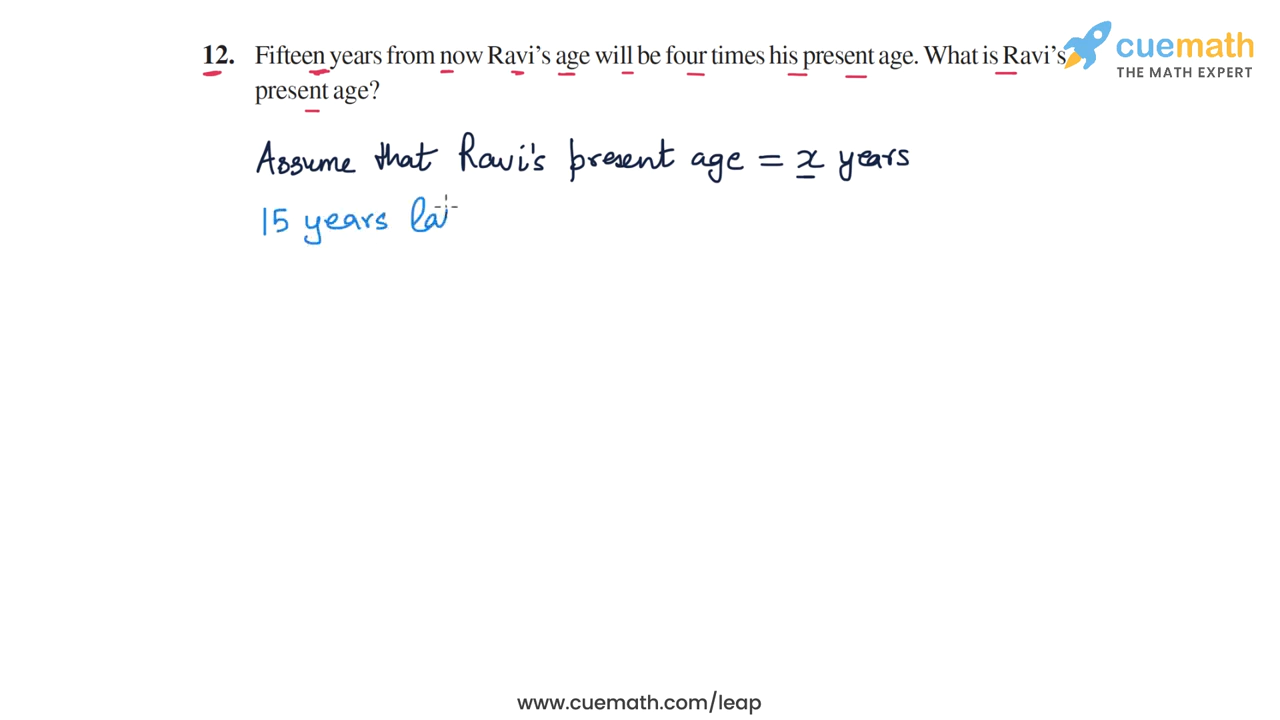 12. Fifteen years from now Ravi's age will be four times his present age. What is Ravi's
present age?
cuemath
THE MATH EXPERT
Assume that Ravi's present age = x years
15 years la
www.cuemath.com/leap